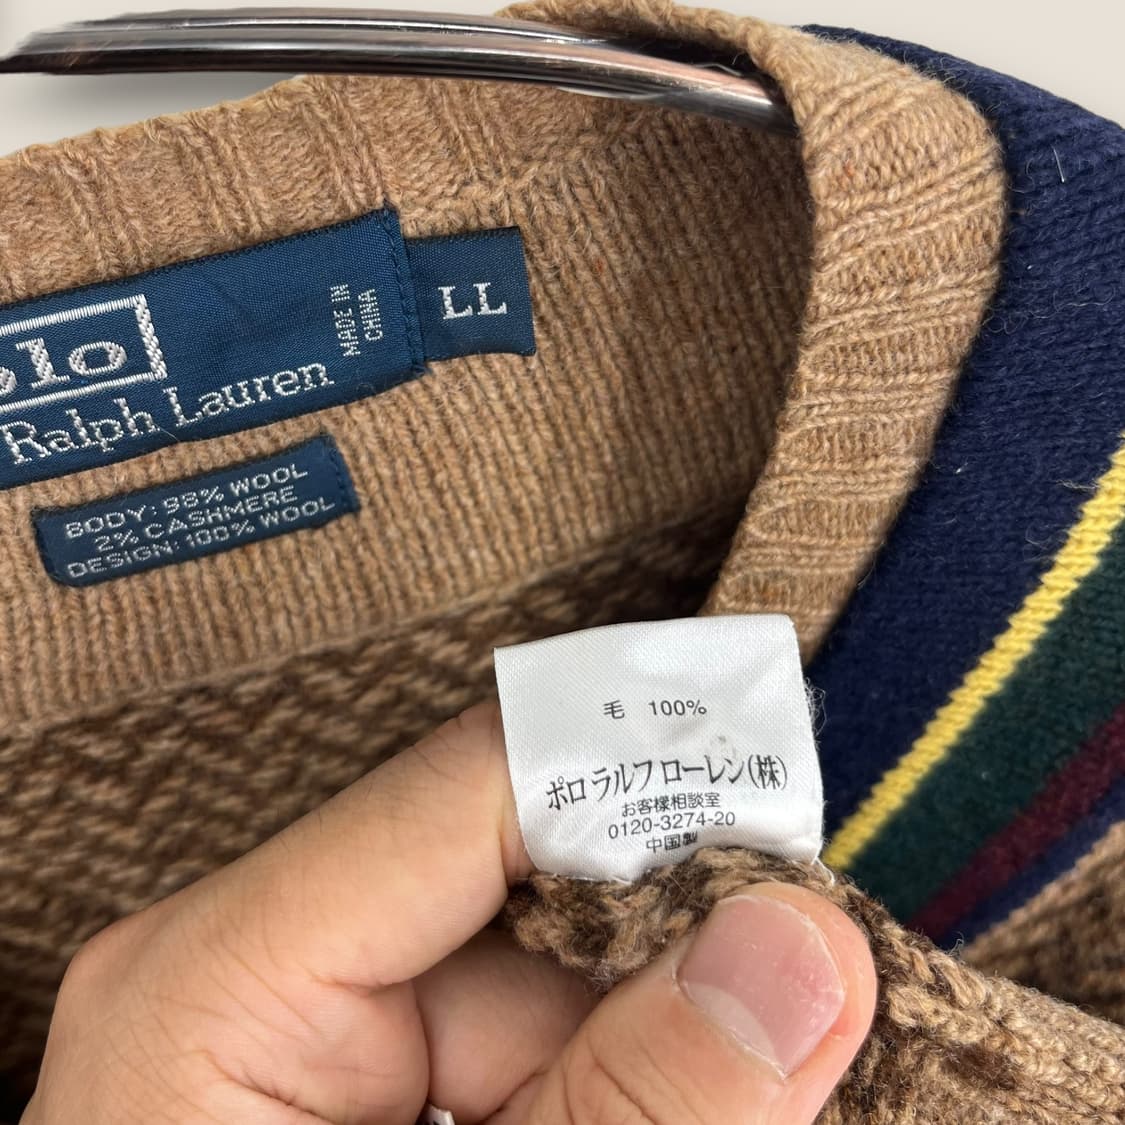 olo
Ralph Lauren
MADE IN
CHINA
LL
BODY: 98% WOOL
2% CASHMERE
DESIGN: 100% WOOL
毛 100%
ポロ ラルフ ローレン(株)
お客様相談室
0120-3274-20
中国製